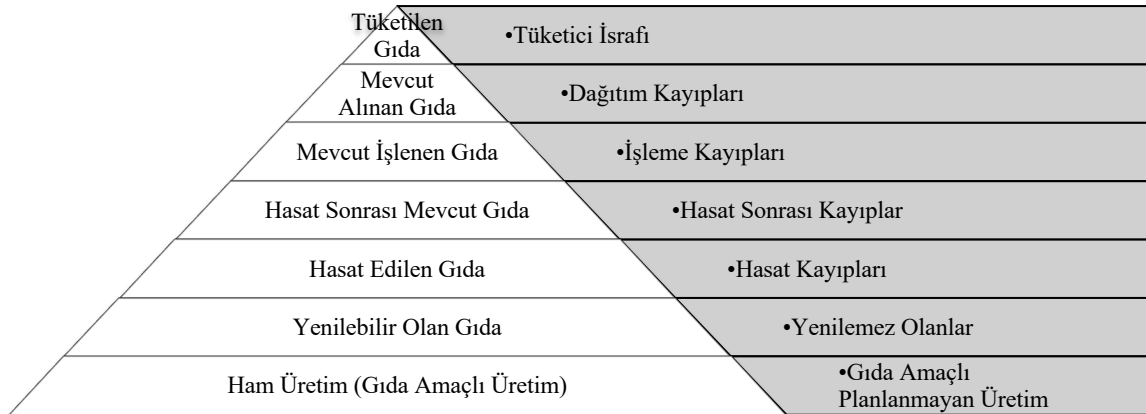 Tüketilen
Gıda
•Tüketici İsrafı
Mevcut
Alınan Gıda
•Dağıtım Kayıpları
Mevcut İşlenen Gıda
•İşleme Kayıpları
Hasat Sonrası Mevcut Gıda
•Hasat Sonrası Kayıplar
Hasat Edilen Gıda
•Hasat Kayıpları
Yenilebilir Olan Gıda
•Yenilemez Olanlar
Ham Üretim (Gıda Amaçlı Üretim)
•Gıda Amaçlı
Planlanmayan Üretim